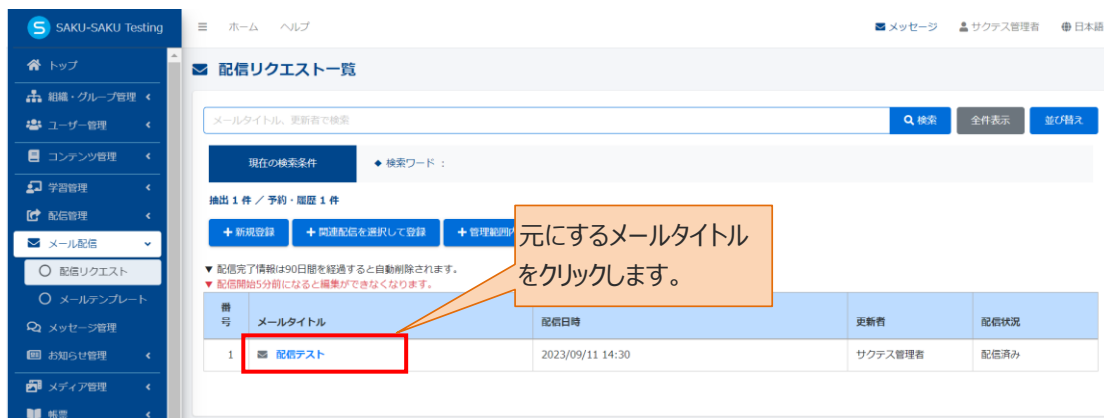 SAKU-SAKU Testing
ホーム ヘルプ
メッセージ サクテス管理者 日本語
トップ
組織・グループ管理
ユーザー管理
コンテンツ管理
学習管理
配信管理
メール配信
配信リクエスト
メールテンプレート
メッセージ管理
お知らせ管理
メディア管理
帳票
配信リクエスト一覧
メールタイトル、更新者で検索
検索 全件表示 並び替え
現在の検索条件 ◆ 検索ワード :
抽出 1 件 / 予約・履歴 1 件
+ 新規登録 + 関連配信を選択して登録 + 管理範囲内
元にするメールタイトル
をクリックします。
▼ 配信完了情報は90日間を経過すると自動削除されます。
▼ 配信開始5分前になると編集ができなくなります。
番号 メールタイトル 配信日時 更新者 配信状況
1 配信テスト 2023/09/11 14:30 サクテス管理者 配信済み